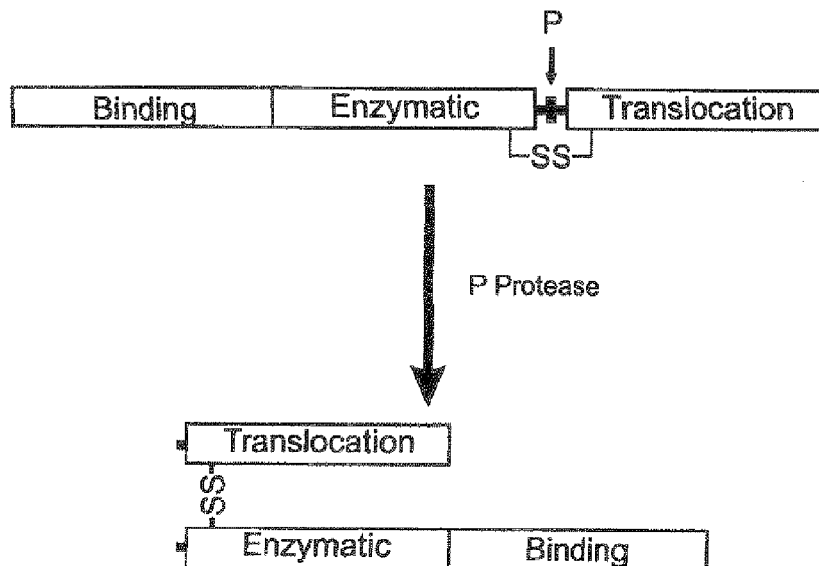 P
Binding Enzymatic Translocation
SS
P Protease
Translocation
SS
Enzymatic Binding